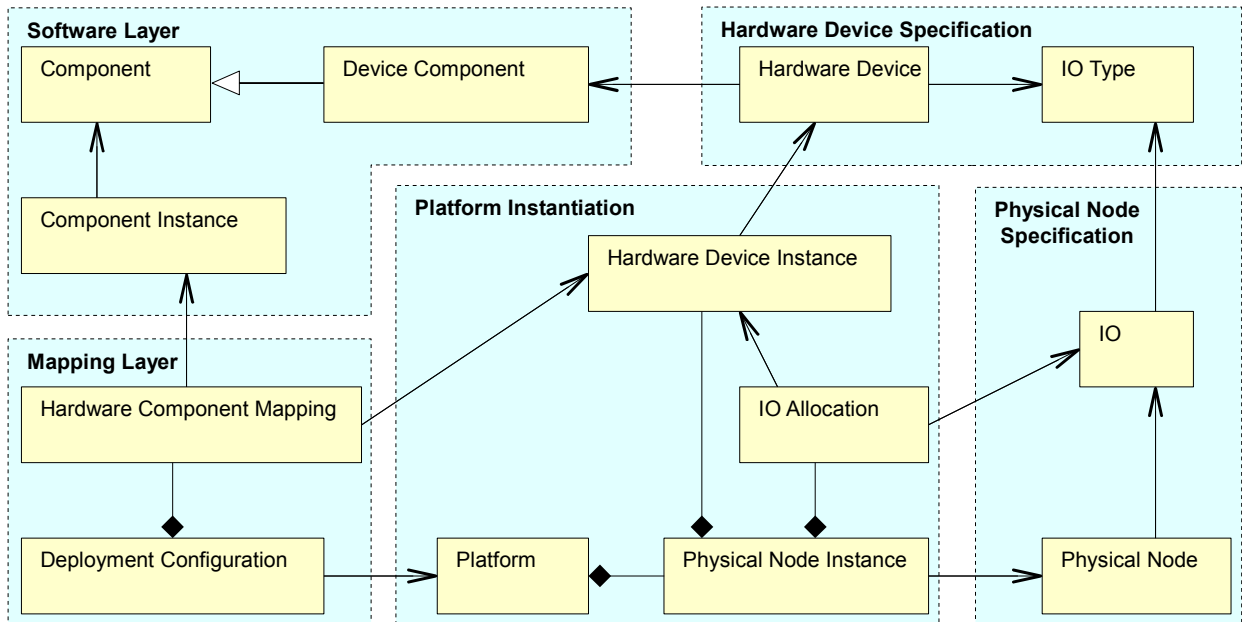 Software Layer
Component
Device Component
Component Instance
Hardware Device Specification
Hardware Device
IO Type
Platform Instantiation
Hardware Device Instance
IO Allocation
Platform
Physical Node Instance
Physical Node
Specification
IO
Physical Node
Mapping Layer
Hardware Component Mapping
Deployment Configuration